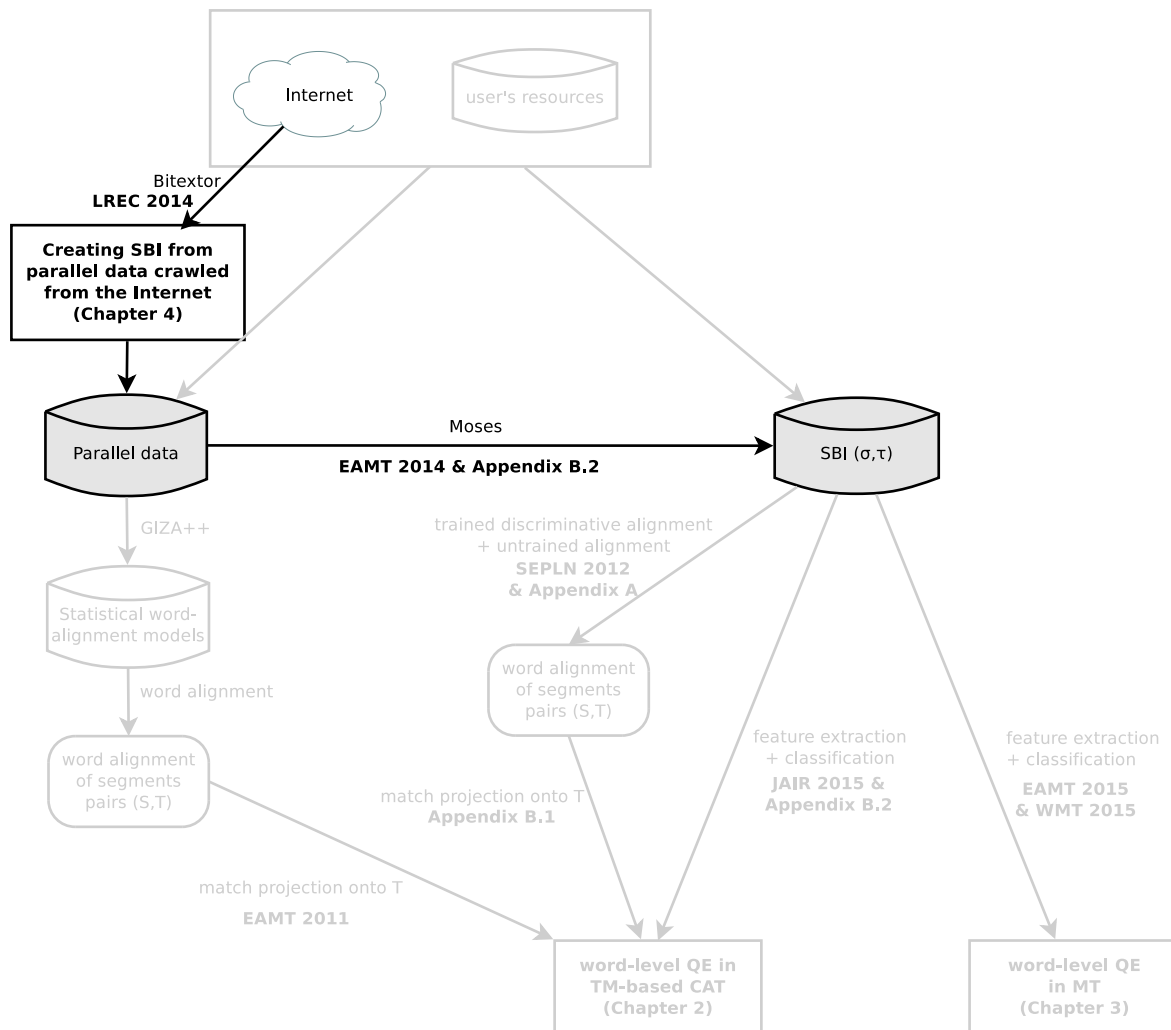 Internet
user's resources
Bitextor
LREC 2014
Creating SBI from
parallel data crawled
from the Internet
(Chapter 4)
Parallel data
Moses
EAMT 2014 & Appendix B.2
SBI (σ,τ)
GIZA++
trained discriminative alignment
+ untrained alignment
SEPLN 2012
& Appendix A
Statistical word-
alignment models
word alignment
word alignment
of segments
pairs (S,T)
word alignment
of segments
pairs (S,T)
feature extraction
+ classification
JAIR 2015 &
Appendix B.2
feature extraction
+ classification
EAMT 2015
& WMT 2015
match projection onto T
Appendix B.1
match projection onto T
EAMT 2011
word-level QE in
TM-based CAT
(Chapter 2)
word-level QE
in MT
(Chapter 3)